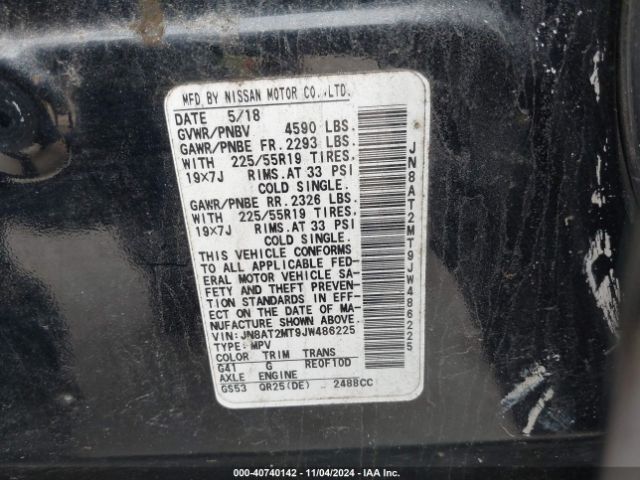 MFD.BY NISSAN MOTOR CO.,LTD.
DATE 5/18
GVWR/PNBV 4590 LBS.
GAWR/PNBE FR.2293 LBS.
WITH 225/55R19 TIRES,
19X7J RIMS.AT 33 PSI
COLD SINGLE.
GAWR/PNBE RR.2326 LBS.
WITH 225/55R19 TIRES,
19X7J RIMS.AT 33 PSI
COLD SINGLE.
THIS VEHICLE CONFORMS
TO ALL APPLICABLE FED-
ERAL MOTOR VEHICLE SA-
FETY AND THEFT PREVEN-
TION STANDARDS IN EFF-
ECT ON THE DATE OF MA-
NUFACTURE SHOWN ABOVE.
VIN:JN8AT2MT9JW486225
TYPE:MPV
COLOR TRIM TRANS
G41 G RE0F10D
AXLE ENGINE
GS53 QR25(DE) - 2488CC
JN8AT2MT9JW486225
000-40740142 - 11/04/2024 - IAA Inc.